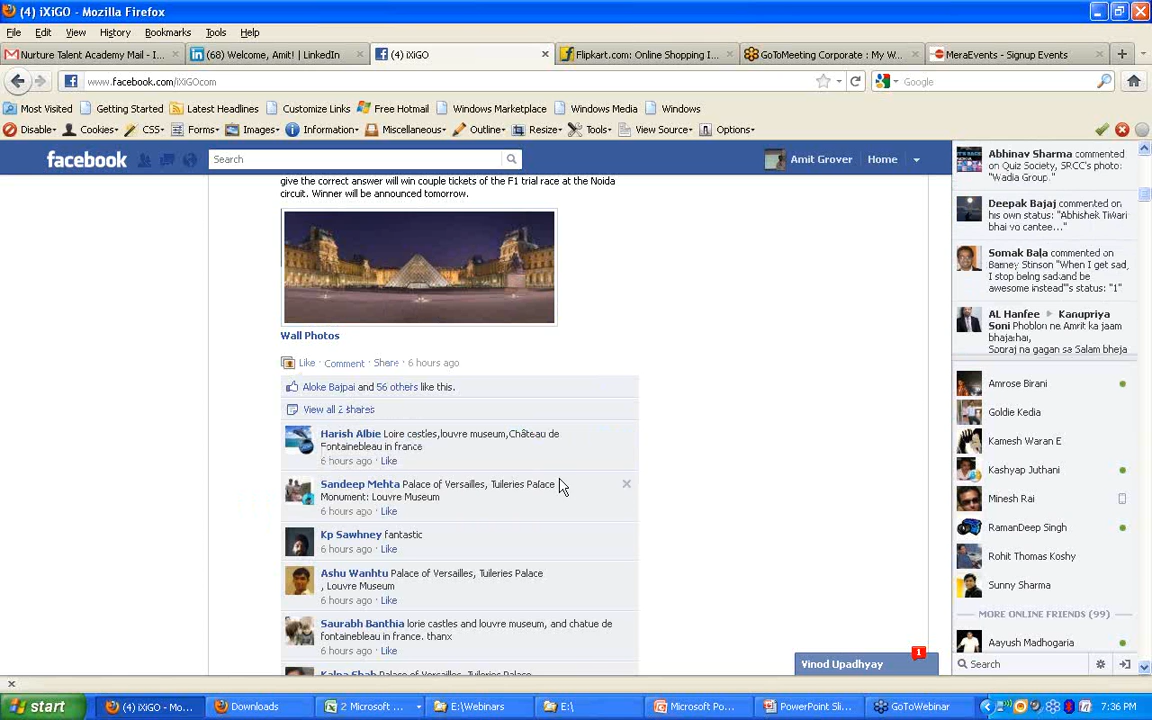 (4) iXiGO - Mozilla Firefox
File Edit View History Bookmarks Tools Help
Nurture Talent Academy Mail - I... (68) Welcome, Amit! | LinkedIn (4) iXiGO Flipkart.com: Online Shopping I... GoToMeeting Corporate : My W... MeraEvents - Signup Events
www.facebook.com/iXiGOcom Google
Most Visited Getting Started Latest Headlines Customize Links Free Hotmail Windows Marketplace Windows Media Windows
Disable Cookies CSS Forms Images Information Miscellaneous Outline Resize Tools View Source Options
facebook Search Amit Grover Home
give the correct answer will win couple tickets of the F1 trial race at the Noida
circuit. Winner will be announced tomorrow.
Wall Photos
Like · Comment · Share · 6 hours ago
Aloke Bajpai and 56 others like this.
View all 2 shares
Harish Albie Loire castles,louvre museum,Château de
Fontainebleau in france
6 hours ago · Like
Sandeep Mehta Palace of Versailles, Tuileries Palace
Monument: Louvre Museum
6 hours ago · Like
Kp Sawhney fantastic
6 hours ago · Like
Ashu Wanhtu Palace of Versailles, Tuileries Palace
, Louvre Museum
6 hours ago · Like
Saurabh Banthia lorie castles and louvre museum, and chatue de
fontainebleau in france. thanx
6 hours ago · Like
Kalpa Shah Palace of Versailles, Tuileries Palace
Abhinav Sharma commented
on Quiz Society, SRCC's photo:
"Wadia Group."
Deepak Bajaj commented on
his own status: "Abhishek Tiwari
bhai vo cantee..."
Somak Bala commented on
Barney Stinson "When I get sad,
I stop being sad and be
awesome instead"'s status: "1"
AL Hanfee Kanupriya
Soni Phoblon ne Amrit ka jaam
bhejahai,
Sooraj na gagan sa Salam bheja
Amrose Birani
Goldie Kedia
Kamesh Waran E
Kashyap Juthani
Minesh Rai
RamanDeep Singh
Rohit Thomas Koshy
Sunny Sharma
MORE ONLINE FRIENDS (99)
Aayush Madhogaria
Vinod Upadhyay 1
Search
start (4) iXiGO - Mo... Downloads 2 Microsoft ... E:\Webinars E:\ Microsoft Po... PowerPoint Sli... GoToWebinar 7:36 PM